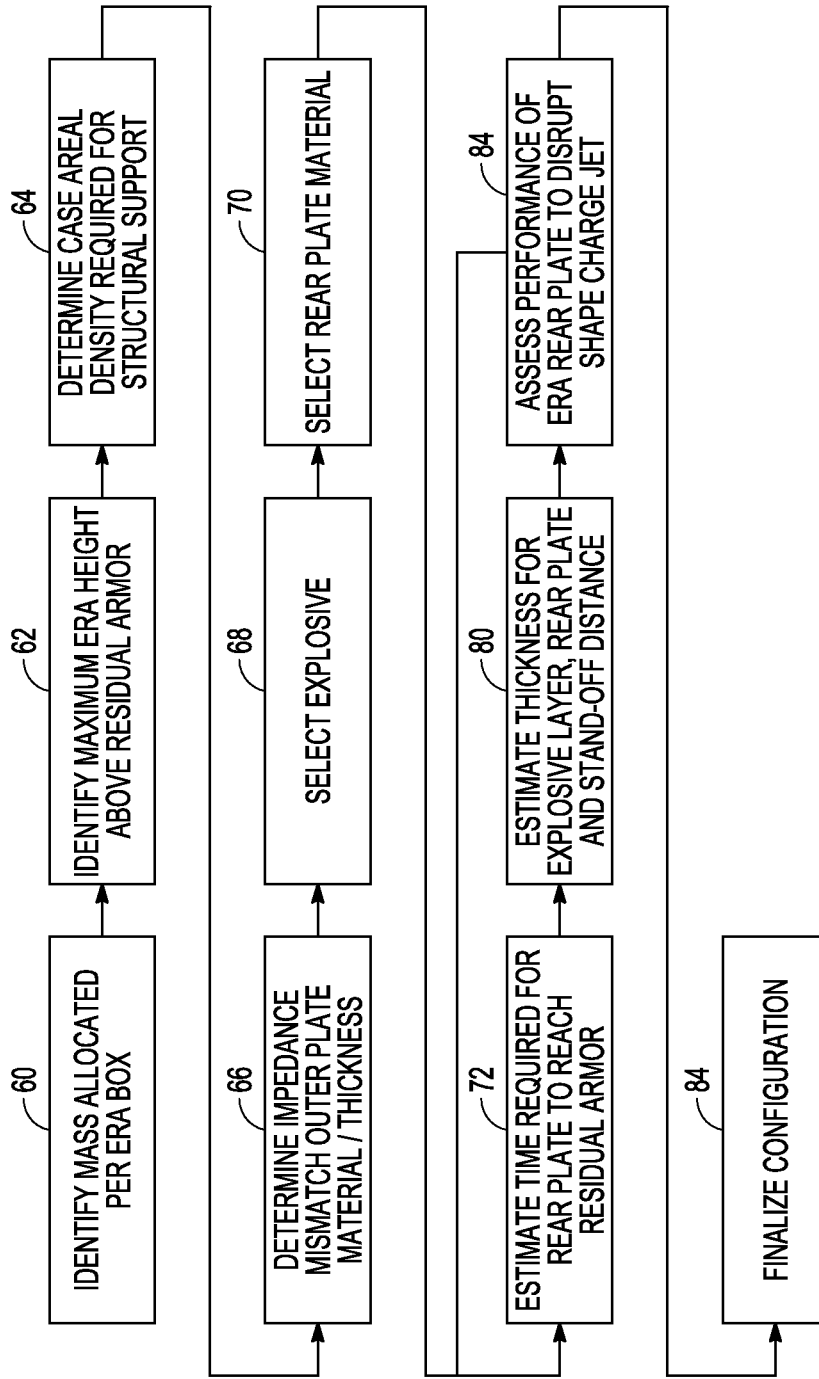 60
IDENTIFY MASS ALLOCATED
PER ERA BOX
62
IDENTIFY MAXIMUM ERA HEIGHT
ABOVE RESIDUAL ARMOR
64
DETERMINE CASE AREAL
DENSITY REQUIRED FOR
STRUCTURAL SUPPORT
66
DETERMINE IMPEDANCE
MISMATCH OUTER PLATE
MATERIAL / THICKNESS
68
SELECT EXPLOSIVE
70
SELECT REAR PLATE MATERIAL
72
ESTIMATE TIME REQUIRED FOR
REAR PLATE TO REACH
RESIDUAL ARMOR
80
ESTIMATE THICKNESS FOR
EXPLOSIVE LAYER, REAR PLATE
AND STAND-OFF DISTANCE
84
ASSESS PERFORMANCE OF
ERA REAR PLATE TO DISRUPT
SHAPE CHARGE JET
84
FINALIZE CONFIGURATION